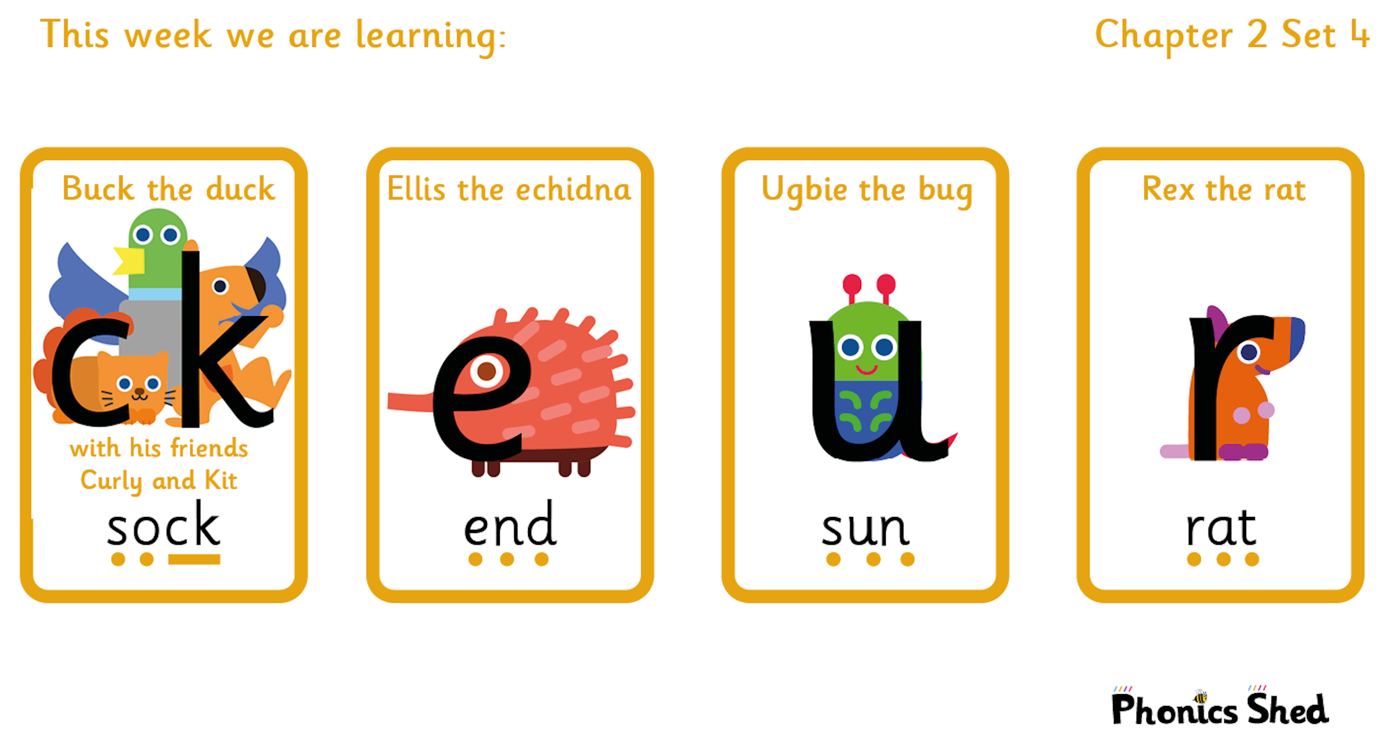 This week we are learning:
Chapter 2 Set 4
Buck the duck
ck
with his friends
Curly and Kit
sock
Ellis the echidna
e
end
Ugbie the bug
u
sun
Rex the rat
r
rat
Phonics Shed